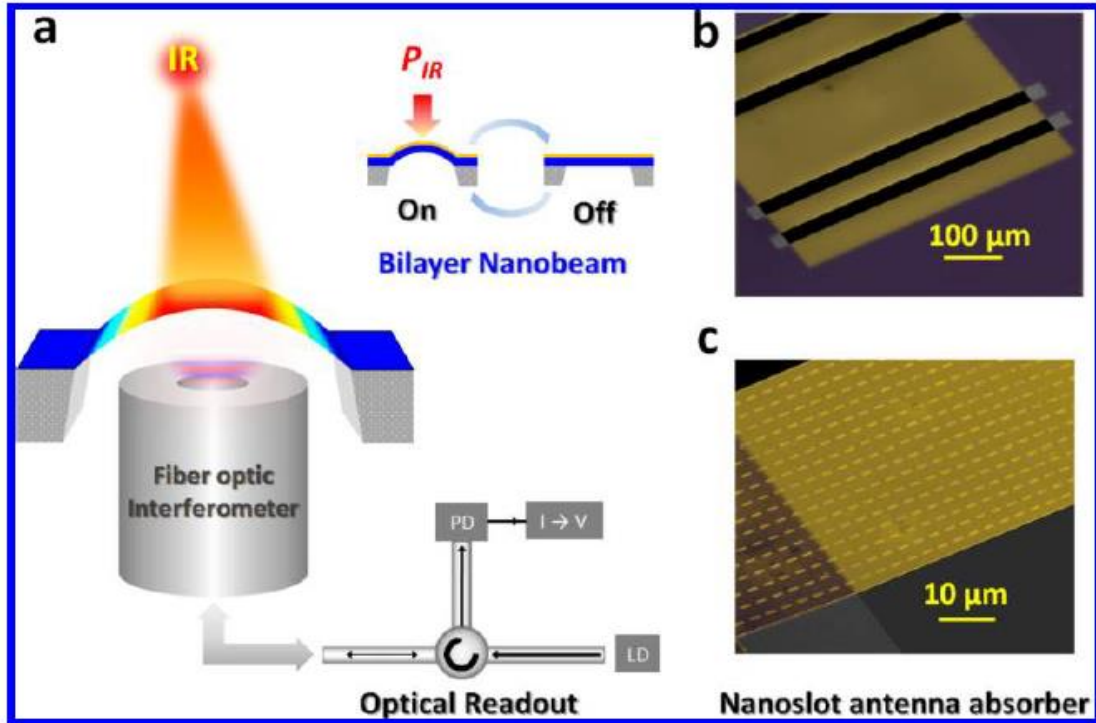 a
IR
P_IR
On
Off
Bilayer Nanobeam
Fiber optic
Interferometer
PD
I → V
LD
Optical Readout
b
100 µm
c
10 µm
Nanoslot antenna absorber